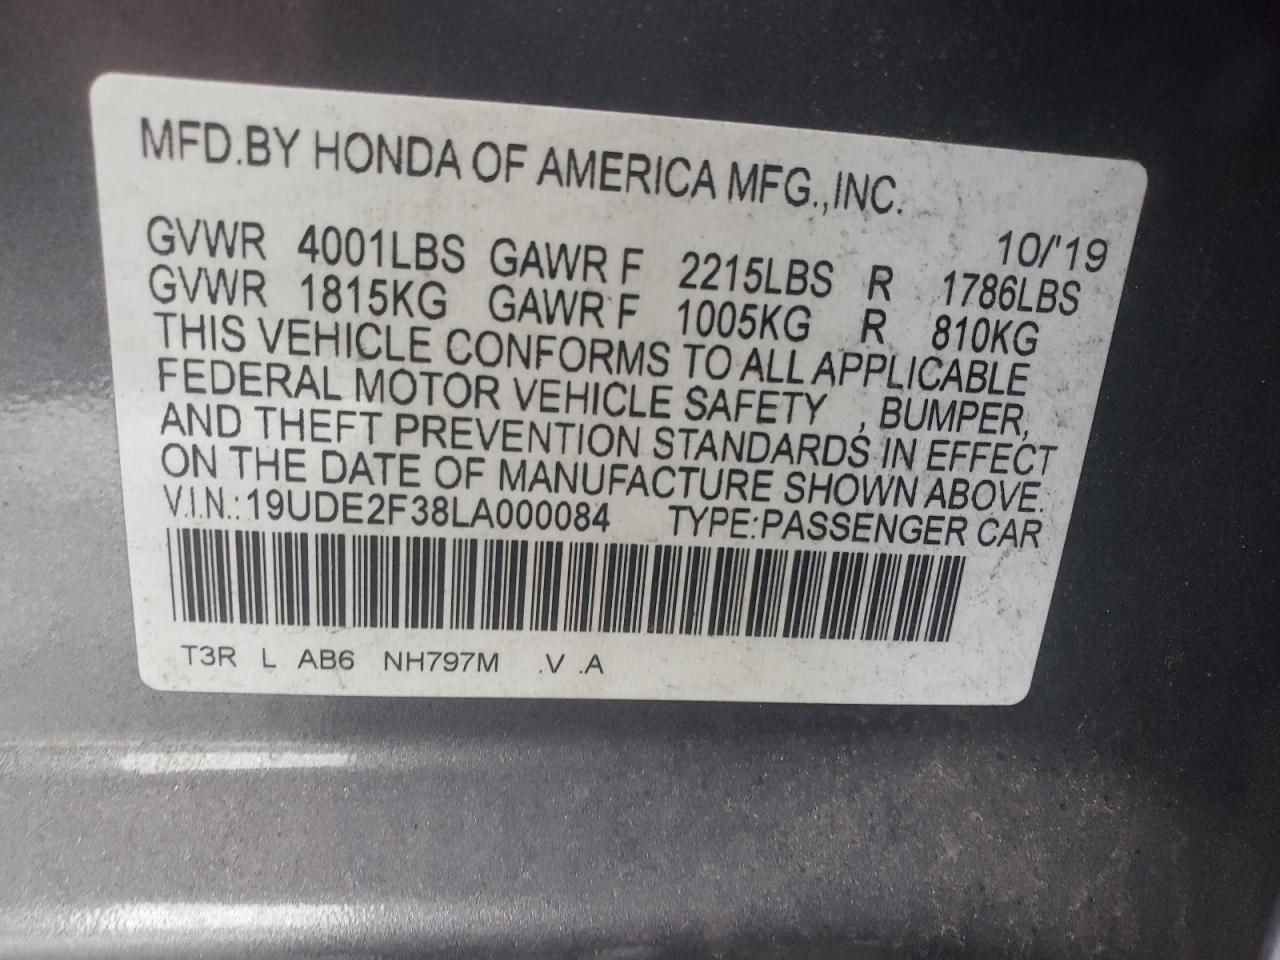 MFD.BY HONDA OF AMERICA MFG.,INC.
10/'19
GVWR 4001LBS GAWR F 2215LBS R 1786LBS
GVWR 1815KG GAWR F 1005KG R 810KG
THIS VEHICLE CONFORMS TO ALL APPLICABLE
FEDERAL MOTOR VEHICLE SAFETY , BUMPER,
AND THEFT PREVENTION STANDARDS IN EFFECT
ON THE DATE OF MANUFACTURE SHOWN ABOVE.
V.I.N.: 19UDE2F38LA000084 TYPE:PASSENGER CAR
T3R L AB6 NH797M .V .A